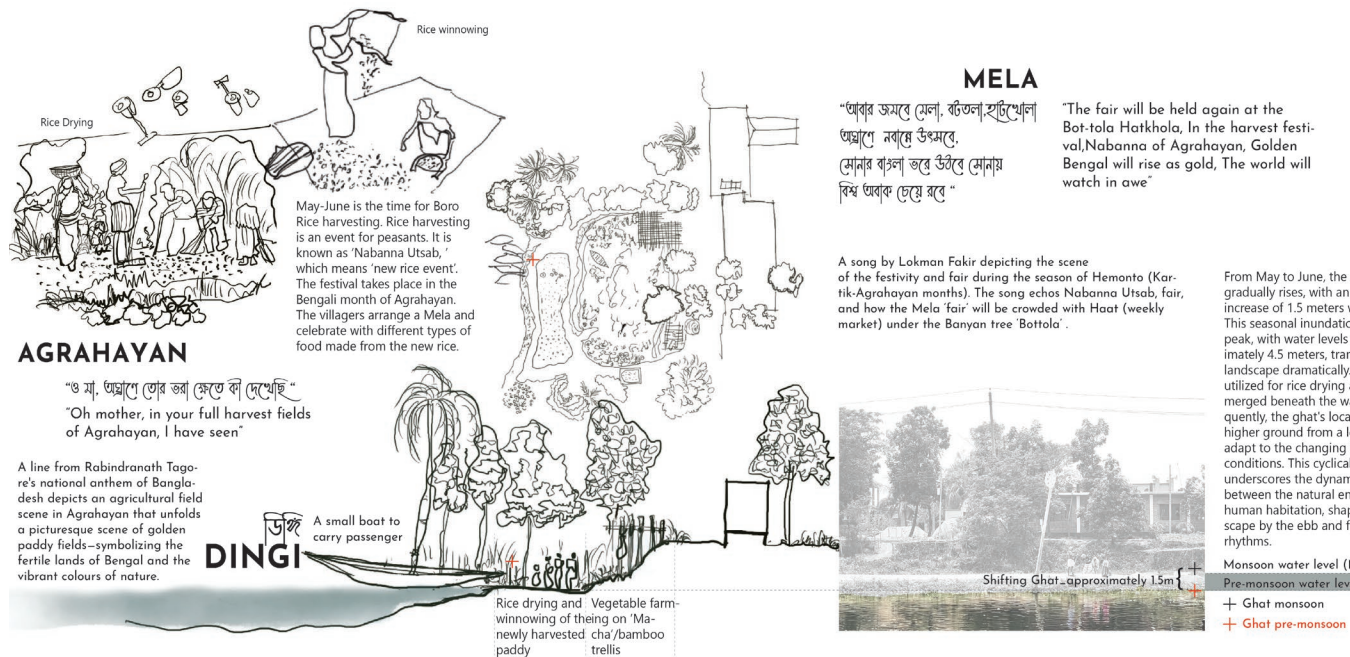 Rice winnowing
Rice Drying
May-June is the time for Boro
Rice harvesting. Rice harvesting
is an event for peasants. It is
known as ‘Nabanna Utsab, ‘
which means ‘new rice event’.
The festival takes place in the
Bengali month of Agrahayan.
The villagers arrange a Mela and
celebrate with different types of
food made from the new rice.
AGRAHAYAN
“ও মা, অঘ্রাণে তোর ভরা ক্ষেতে কী দেখেছি “
“Oh mother, in your full harvest fields
of Agrahayan, I have seen”
A line from Rabindranath Tago-
re's national anthem of Bangla-
desh depicts an agricultural field
scene in Agrahayan that unfolds
a picturesque scene of golden
paddy fields—symbolizing the
fertile lands of Bengal and the
vibrant colours of nature.
ডিঙ্গি
DINGI
A small boat to
carry passenger
Rice drying and
winnowing of the
newly harvested
paddy
Vegetable farm-
ing on ‘Ma-
cha’/bamboo
trellis
MELA
“আবার জমবে মেলা, বটতলা,হাটখোলা
অঘ্রাণে নবান্নে উৎসবে,
সোনার বাংলা ভরে উঠবে সোনায়
বিশ্ব অবাক চেয়ে রবে “
“The fair will be held again at the
Bot-tola Hatkhola, In the harvest festi-
val,Nabanna of Agrahayan, Golden
Bengal will rise as gold, The world will
watch in awe”
A song by Lokman Fakir depicting the scene
of the festivity and fair during the season of Hemonto (Kar-
tik-Agrahayan months). The song echos Nabanna Utsab, fair,
and how the Mela ‘fair’ will be crowded with Haat (weekly
market) under the Banyan tree ‘Bottola’ .
Shifting Ghat_approximately 1.5m
From May to June, the
gradually rises, with an
increase of 1.5 meters
This seasonal inundatio
peak, with water levels
imately 4.5 meters, tran
landscape dramatically.
utilized for rice drying
merged beneath the wa
quently, the ghat's loca
higher ground from a l
adapt to the changing
conditions. This cyclical
underscores the dynam
between the natural en
human habitation, shap
scape by the ebb and f
rhythms.
Monsoon water level (
Pre-monsoon water lev
Ghat monsoon
Ghat pre-monsoon